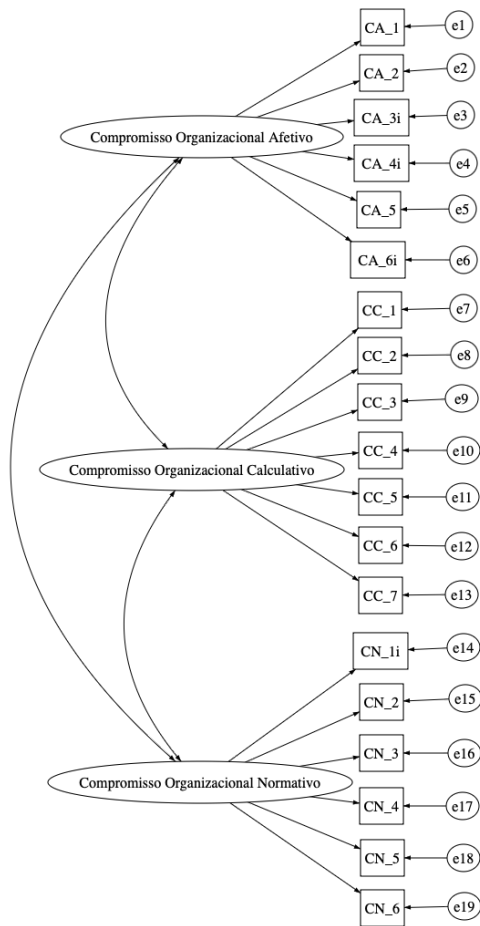 CA_1
e1
CA_2
e2
CA_3i
e3
Compromisso Organizacional Afetivo
CA_4i
e4
CA_5
e5
CA_6i
e6
CC_1
e7
CC_2
e8
CC_3
e9
CC_4
e10
Compromisso Organizacional Calculativo
CC_5
e11
CC_6
e12
CC_7
e13
CN_1i
e14
CN_2
e15
CN_3
e16
Compromisso Organizacional Normativo
CN_4
e17
CN_5
e18
CN_6
e19